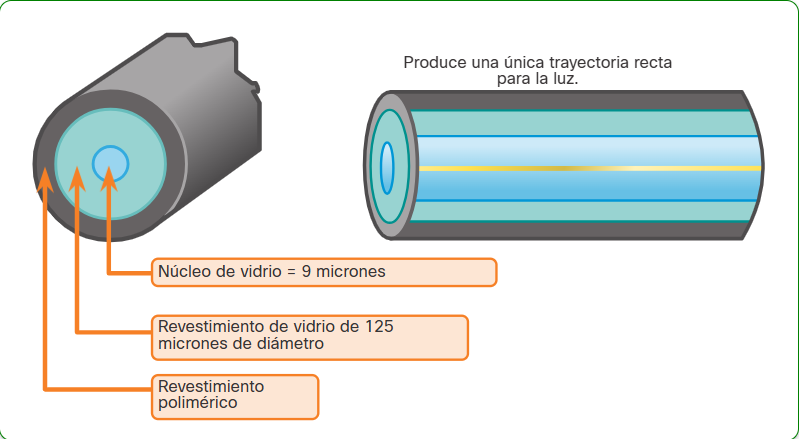 Produce una única trayectoria recta
para la luz.
Núcleo de vidrio = 9 micrones
Revestimiento de vidrio de 125
micrones de diámetro
Revestimiento
polimérico